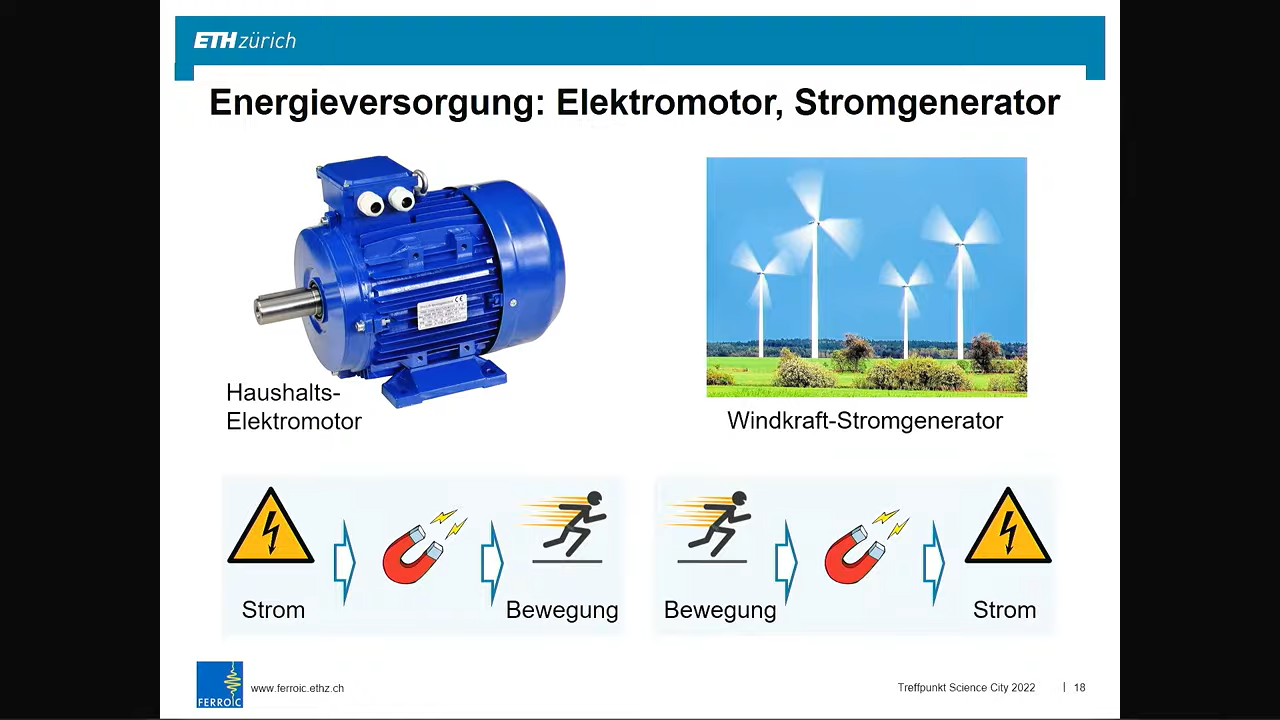 ETH zürich
Energieversorgung: Elektromotor, Stromgenerator
Haushalts-
Elektromotor
Windkraft-Stromgenerator
Strom
Bewegung
Bewegung
Strom
FERROIC
www.ferroic.ethz.ch
Treffpunkt Science City 2022
| 18